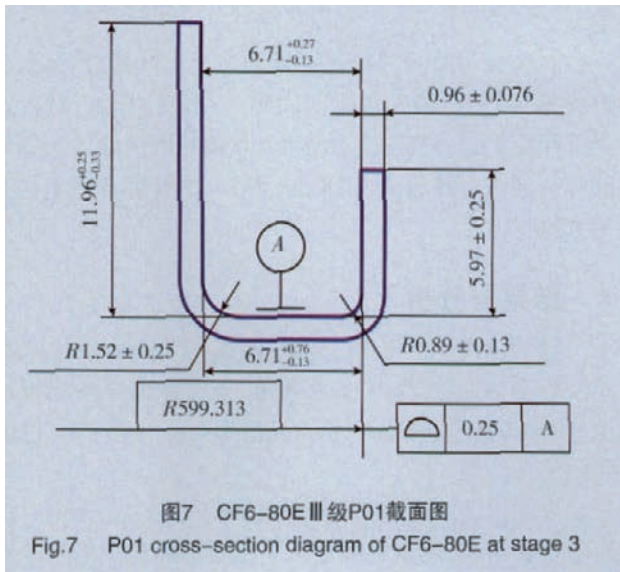 6.71 +0.27 -0.13
0.96 ± 0.076
11.96 +0.25 -0.33
5.97 ± 0.25
A
R1.52 ± 0.25
6.71 +0.76 -0.13
R0.89 ± 0.13
R599.313
0.25 A
图7 CF6-80EⅢ级P01截面图
Fig.7 P01 cross-section diagram of CF6-80E at stage 3